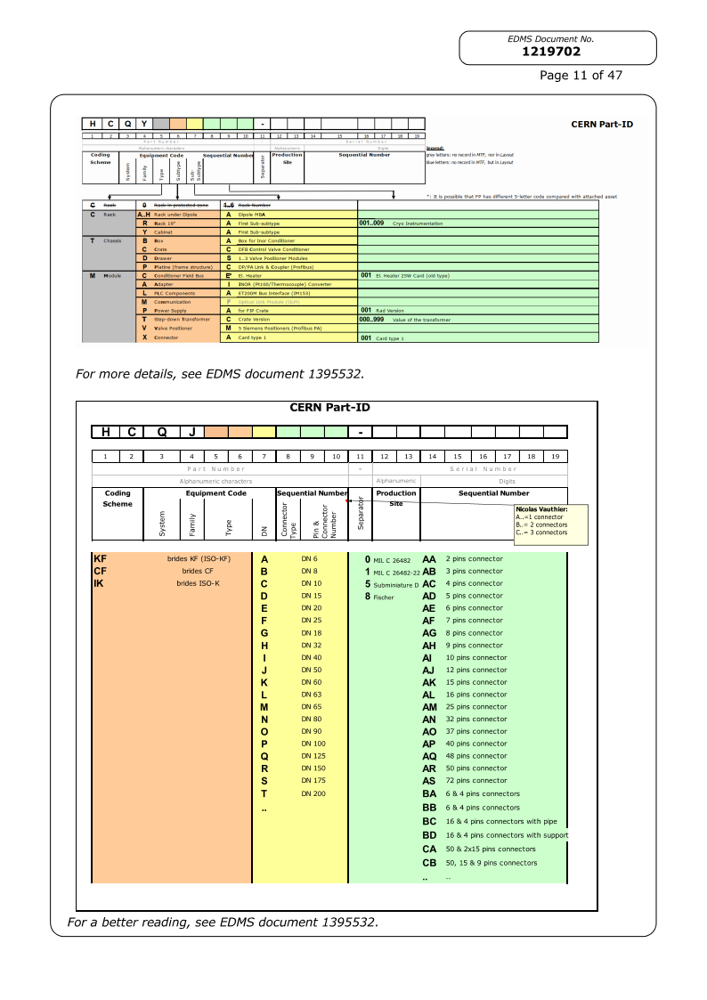 EDMS Document No.
1219702
Page 11 of 47
H C Q Y -
CERN Part-ID
1 2 3 4 5 6 7 8 9 10 11 12 13 14 15 16 17 18 19
Part Number - Serial Number
Alphanumeric characters Alphanumeric Digits
legend:
grey letters: no record in MTF, nor in Layout
blue letters: no record in MTF, but in Layout
Coding Scheme
Equipment Code
Sequential Number
Separator
Production Site
Sequential Number
System
Family
Type
Subtype
Sub-Subtype
*: It is possible that FP has different 5-letter code compared with attached asset
C Rack 0 Rack in protected zone 1..6 Rack Number
C Rack A..H Rack under Dipole A Dipole MBA
R Rack 19" A First Sub-subtype 001..009 Cryo Instrumentation
Y Cabinet A First Sub-subtype
T Chassis B Box A Box for Inor Conditioner
C Crate C DFB Control Valve Conditioner
D Drawer S 1..3 Valve Positioner Modules
P Platine (frame structure) C DP/PA Link & Coupler (Profibus)
M Module C Conditioner Field Bus E* El. Heater 001 El. Heater 25W Card (old type)
A Adapter I INOR (Pt100/Thermocouple) Converter
L PLC Components A ET200M Bus Interface (IM153)
M Communication F Optical Link Module (OLM)
P Power Supply A for FIP Crate 001 Rad Version
T Step-down Transformer C Crate Version 000..999 Value of the transformer
V Valve Positioner M 5 Siemens Positioners (Profibus PA)
X Connector A Card type 1 001 Card type 1
For more details, see EDMS document 1395532.
CERN Part-ID
H C Q J -
1 2 3 4 5 6 7 8 9 10 11 12 13 14 15 16 17 18 19
Part Number - Serial Number
Alphanumeric characters Alphanumeric Digits
Coding Scheme
Equipment Code
Sequential Number
Separator
Production Site
Sequential Number
System
Family
Type
DN
Connector Type
Pin & Connector Number
Nicolas Vauthier:
A..=1 connector
B..= 2 connectors
C..= 3 connectors
KF brides KF (ISO-KF) A DN 6 0 MIL C 26482 AA 2 pins connector
CF brides CF B DN 8 1 MIL C 26482-22 AB 3 pins connector
IK brides ISO-K C DN 10 5 Subminiature D AC 4 pins connector
D DN 15 8 Fischer AD 5 pins connector
E DN 20 AE 6 pins connector
F DN 25 AF 7 pins connector
G DN 18 AG 8 pins connector
H DN 32 AH 9 pins connector
I DN 40 AI 10 pins connector
J DN 50 AJ 12 pins connector
K DN 60 AK 15 pins connector
L DN 63 AL 16 pins connector
M DN 65 AM 25 pins connector
N DN 80 AN 32 pins connector
O DN 90 AO 37 pins connector
P DN 100 AP 40 pins connector
Q DN 125 AQ 48 pins connector
R DN 150 AR 50 pins connector
S DN 175 AS 72 pins connector
T DN 200 BA 6 & 4 pins connectors
.. BB 6 & 4 pins connectors
BC 16 & 4 pins connectors with pipe
BD 16 & 4 pins connectors with support
CA 50 & 2x15 pins connectors
CB 50, 15 & 9 pins connectors
.. ..
For a better reading, see EDMS document 1395532.